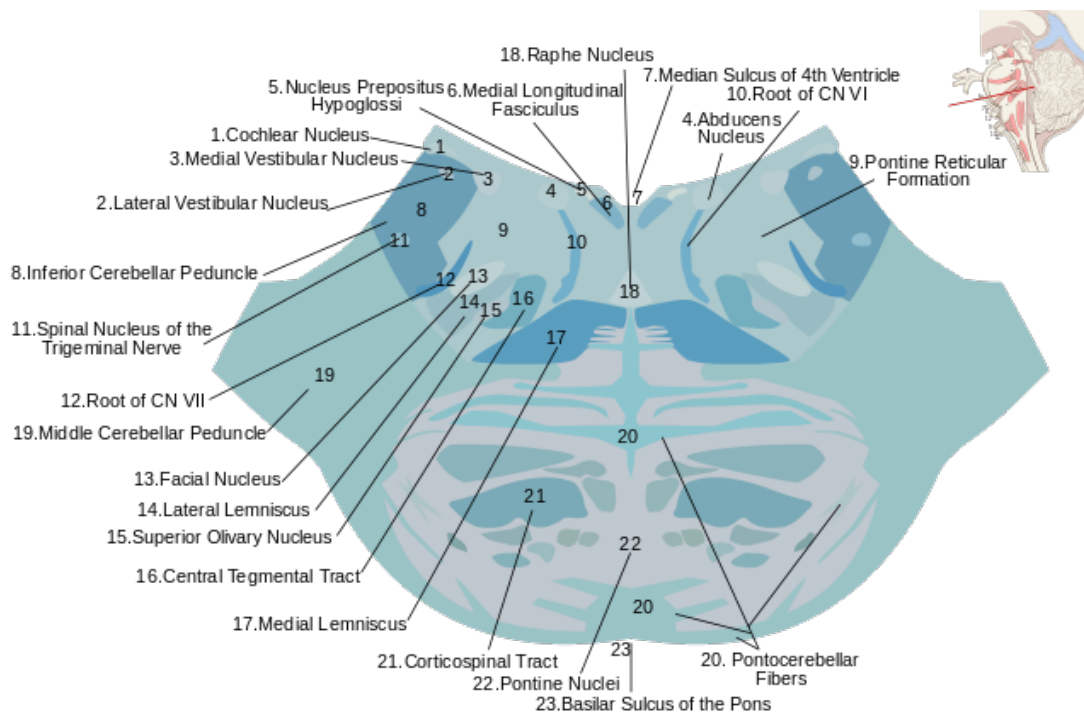 18.Raphe Nucleus
5.Nucleus Prepositus
Hypoglossi
6.Medial Longitudinal
Fasciculus
7.Median Sulcus of 4th Ventricle
10.Root of CN VI
4.Abducens
Nucleus
1.Cochlear Nucleus
3.Medial Vestibular Nucleus
9.Pontine Reticular
Formation
2.Lateral Vestibular Nucleus
8.Inferior Cerebellar Peduncle
11.Spinal Nucleus of the
Trigeminal Nerve
12.Root of CN VII
19.Middle Cerebellar Peduncle
13.Facial Nucleus
14.Lateral Lemniscus
15.Superior Olivary Nucleus
16.Central Tegmental Tract
17.Medial Lemniscus
21.Corticospinal Tract
22.Pontine Nuclei
23.Basilar Sulcus of the Pons
20. Pontocerebellar
Fibers
1
2
3
4
5
6
7
8
9
10
11
12
13
14
15
16
17
18
19
20
21
22
20
23